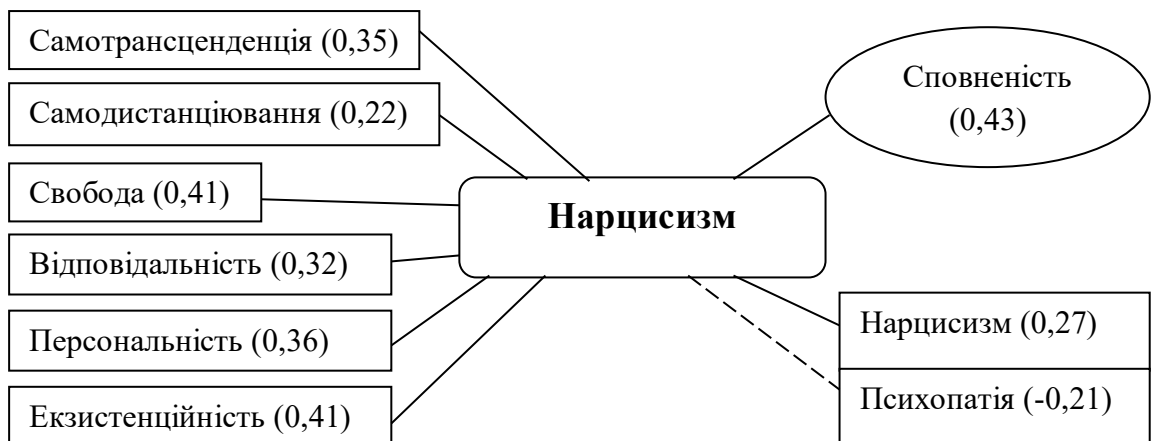 Самотрансценденція (0,35)
Самодистанціювання (0,22)
Свобода (0,41)
Відповідальність (0,32)
Персональність (0,36)
Екзистенційність (0,41)
Нарцисизм
Сповненість
(0,43)
Нарцисизм (0,27)
Психопатія (-0,21)